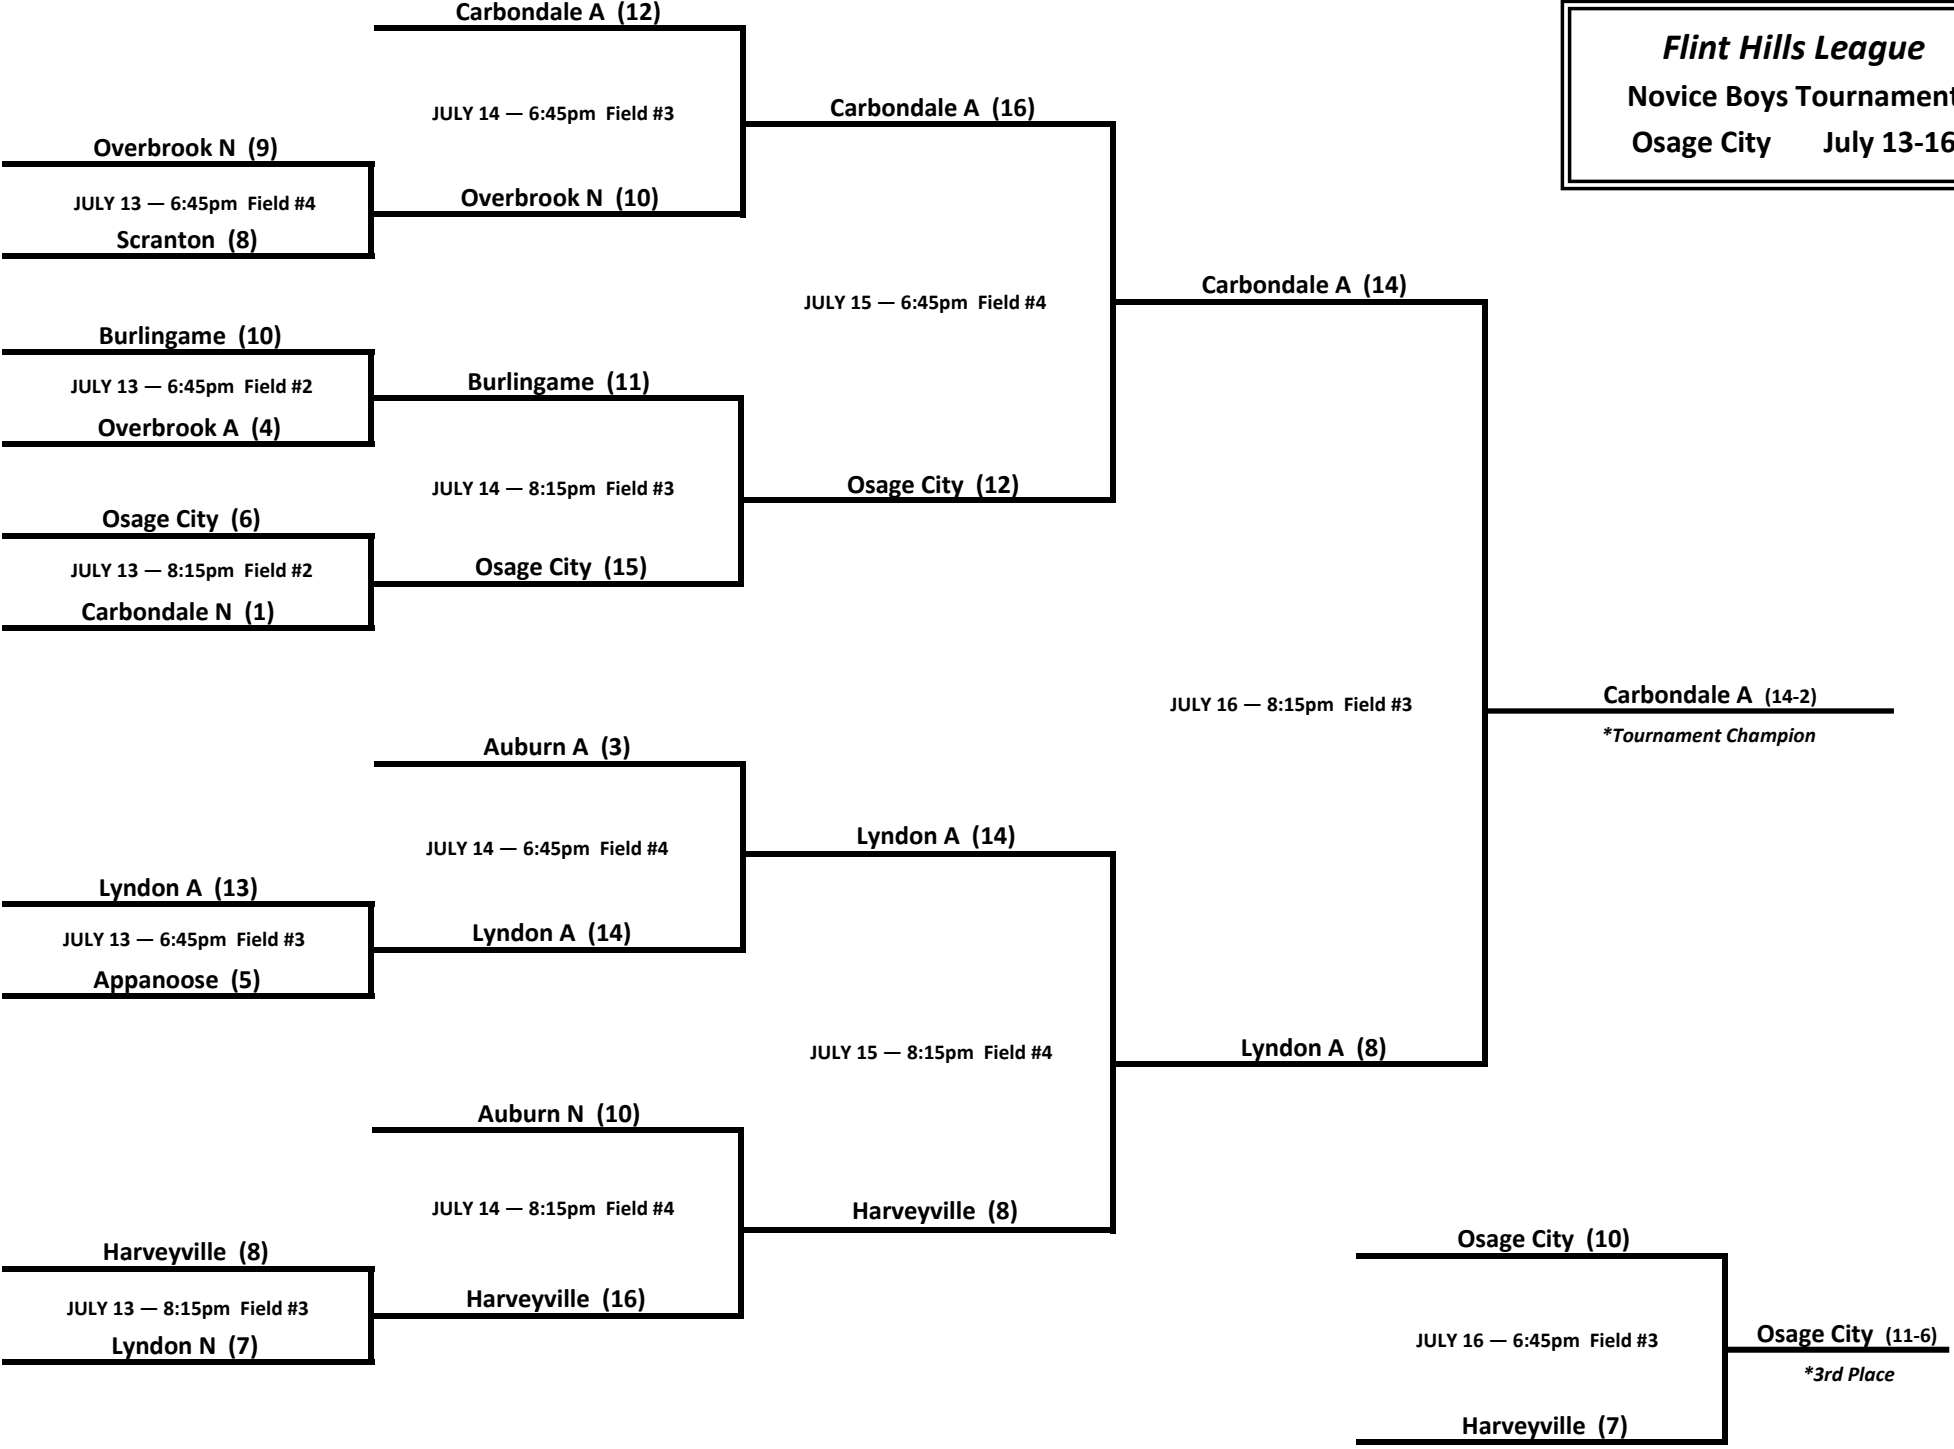 Carbondale A (12)
Flint Hills League
Novice Boys Tournament
Osage City July 13-16
JULY 14 — 6:45pm Field #3
Carbondale A (16)
Overbrook N (9)
JULY 13 — 6:45pm Field #4
Overbrook N (10)
Scranton (8)
Carbondale A (14)
JULY 15 — 6:45pm Field #4
Burlingame (10)
JULY 13 — 6:45pm Field #2
Burlingame (11)
Overbrook A (4)
JULY 14 — 8:15pm Field #3
Osage City (12)
Osage City (6)
JULY 13 — 8:15pm Field #2
Osage City (15)
Carbondale N (1)
Carbondale A (14-2)
JULY 16 — 8:15pm Field #3
*Tournament Champion
Auburn A (3)
Lyndon A (14)
JULY 14 — 6:45pm Field #4
Lyndon A (13)
Lyndon A (14)
JULY 13 — 6:45pm Field #3
Appanoose (5)
Lyndon A (8)
JULY 15 — 8:15pm Field #4
Auburn N (10)
JULY 14 — 8:15pm Field #4
Harveyville (8)
Osage City (10)
Harveyville (8)
Harveyville (16)
JULY 13 — 8:15pm Field #3
Osage City (11-6)
JULY 16 — 6:45pm Field #3
Lyndon N (7)
*3rd Place
Harveyville (7)